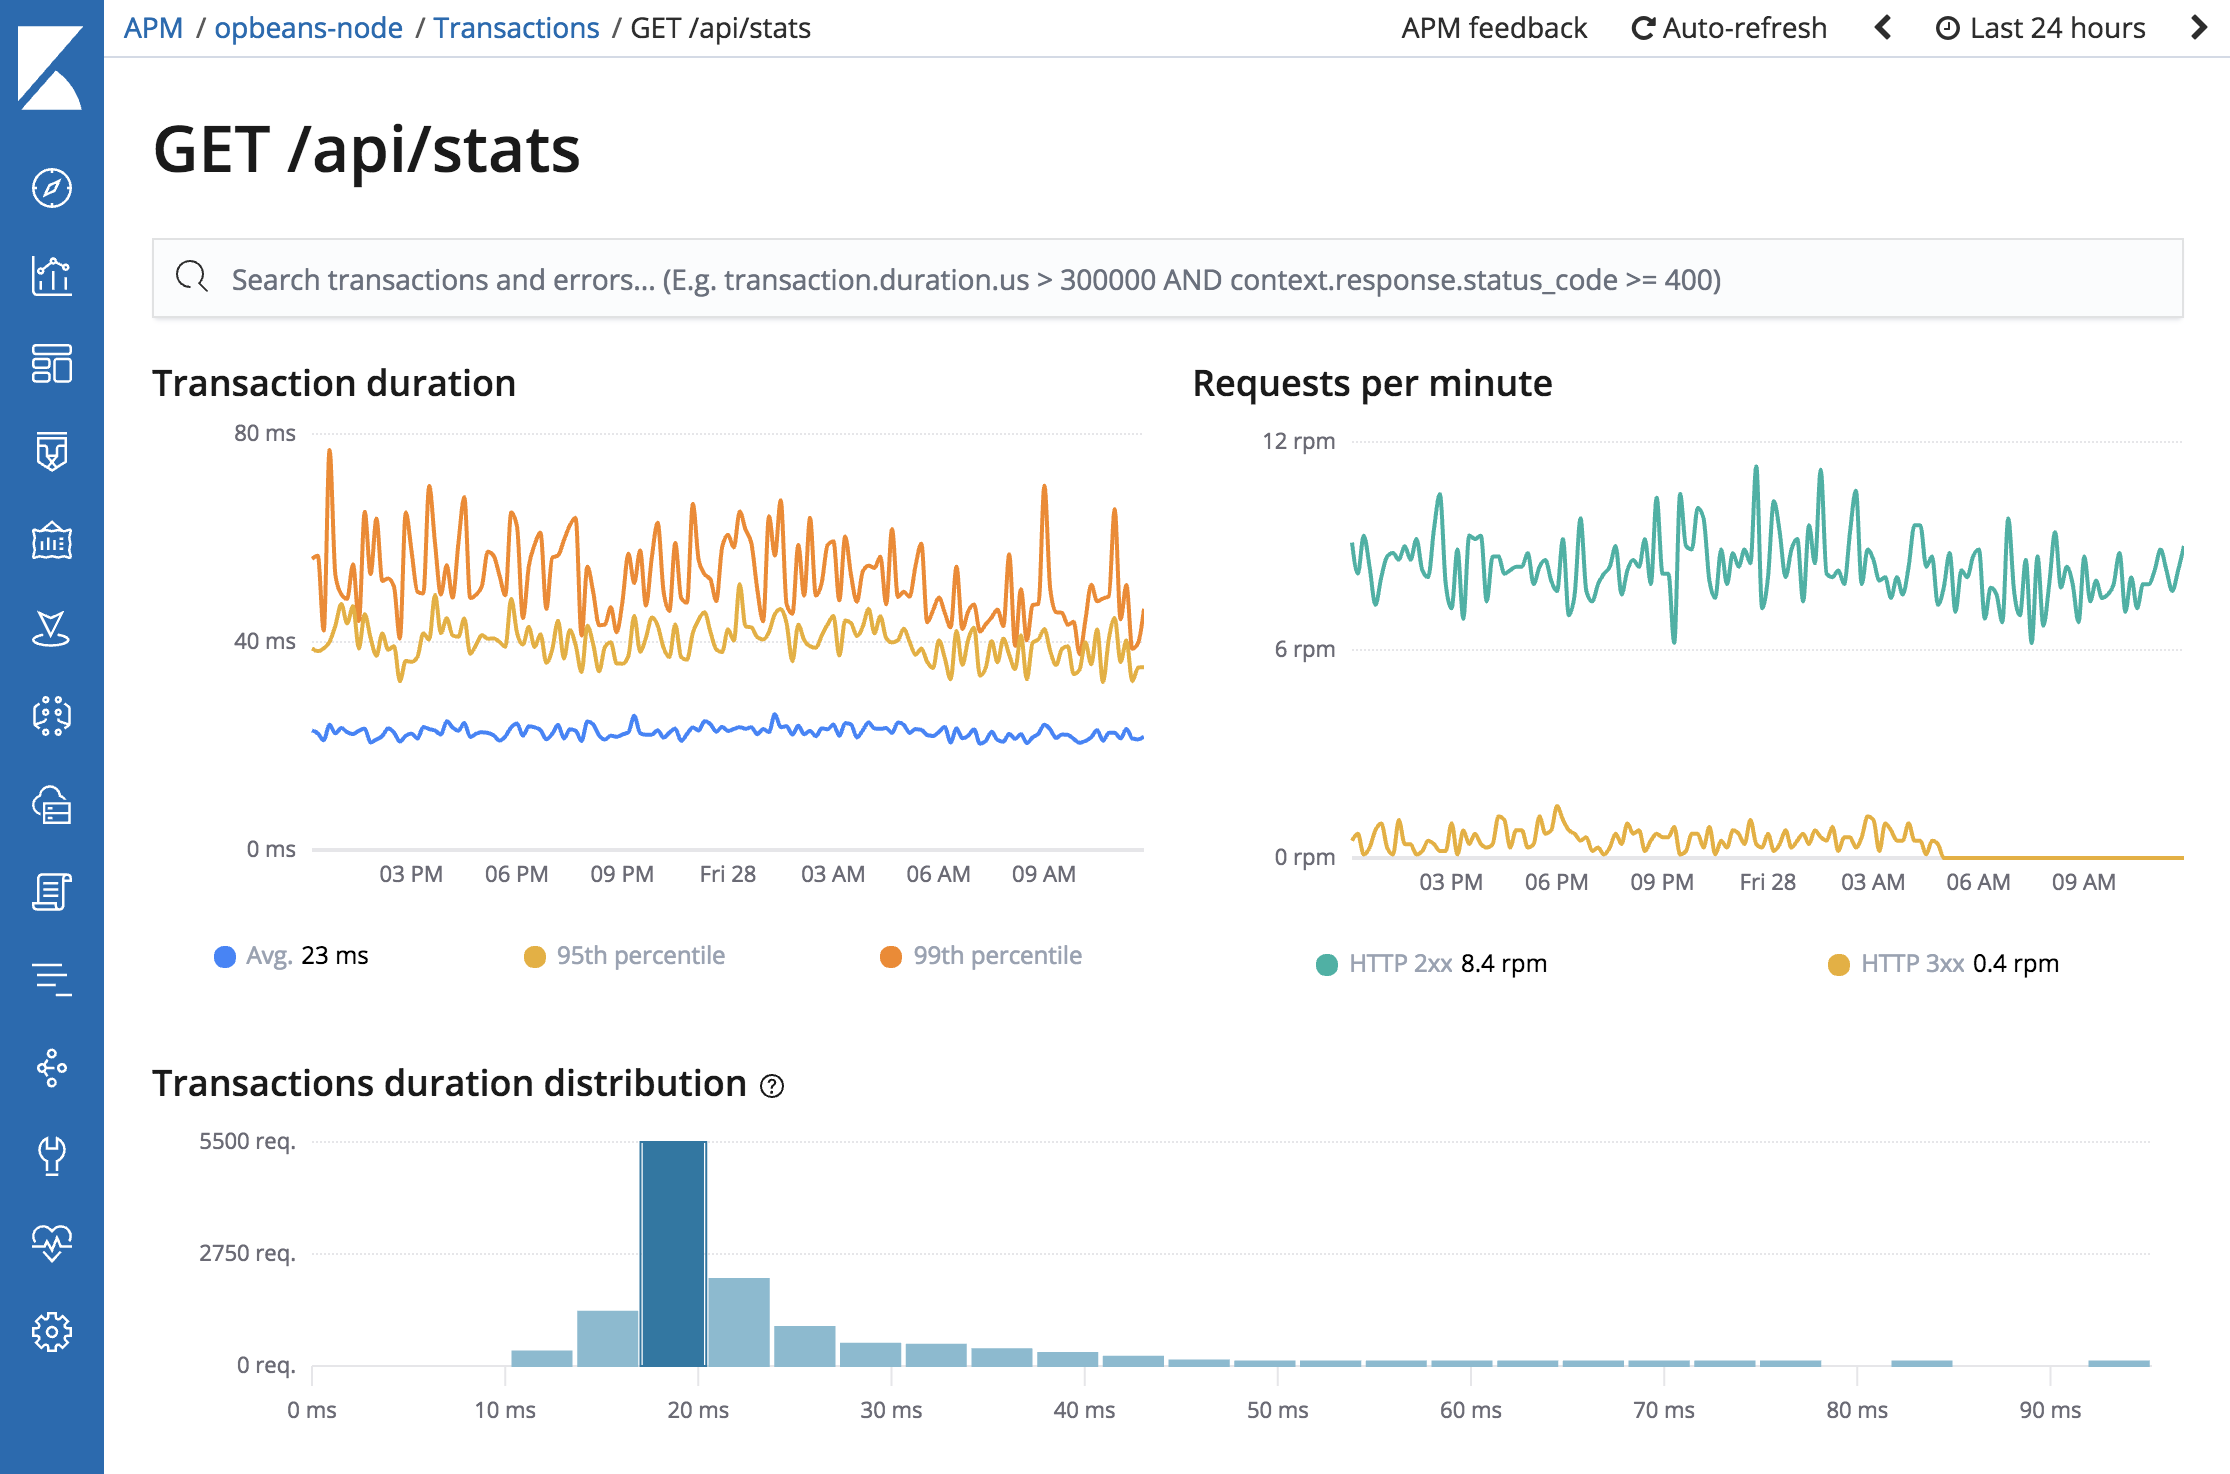 APM / opbeans-node / Transactions / GET /api/stats
APM feedback Auto-refresh Last 24 hours
GET /api/stats
Search transactions and errors... (E.g. transaction.duration.us > 300000 AND context.response.status_code >= 400)
Transaction duration
80 ms
40 ms
0 ms
03 PM 06 PM 09 PM Fri 28 03 AM 06 AM 09 AM
Avg. 23 ms 95th percentile 99th percentile
Requests per minute
12 rpm
6 rpm
0 rpm
03 PM 06 PM 09 PM Fri 28 03 AM 06 AM 09 AM
HTTP 2xx 8.4 rpm HTTP 3xx 0.4 rpm
Transactions duration distribution ?
5500 req.
2750 req.
0 req.
0 ms 10 ms 20 ms 30 ms 40 ms 50 ms 60 ms 70 ms 80 ms 90 ms